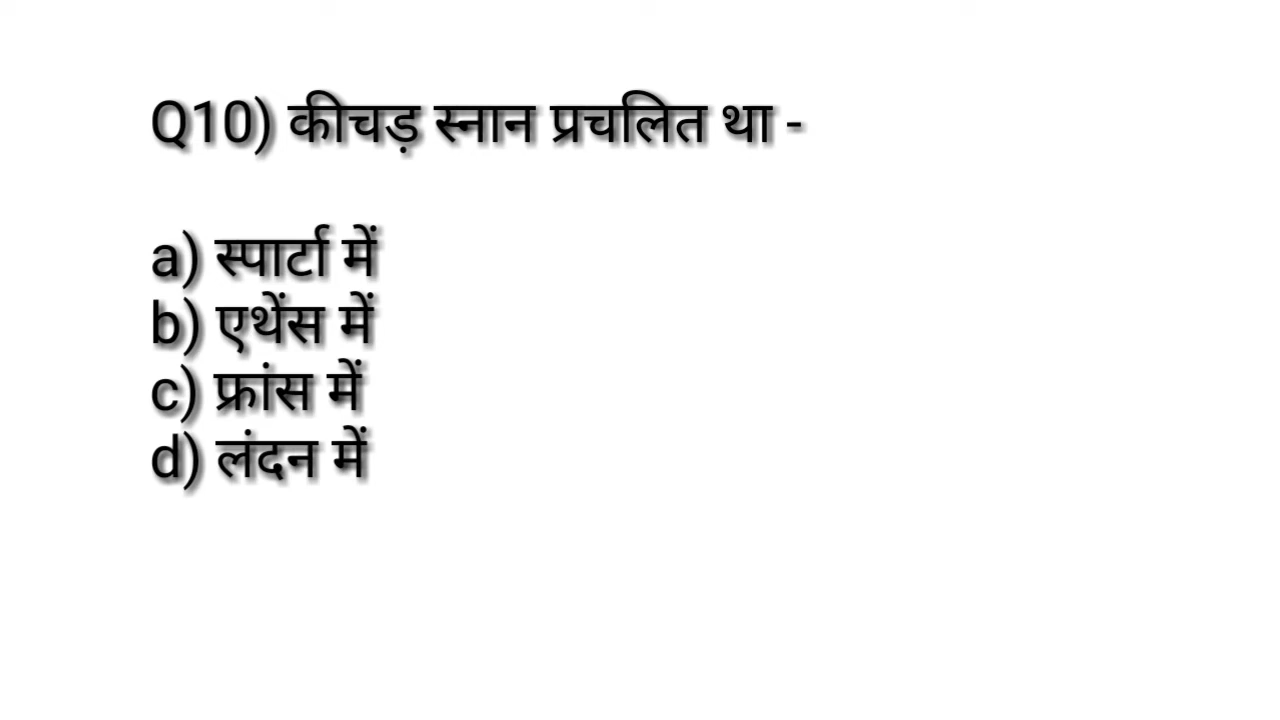 Q10) कीचड़ स्नान प्रचलित था -
a) स्पार्टा में
b) एथेंस में
c) फ्रांस में
d) लंदन में